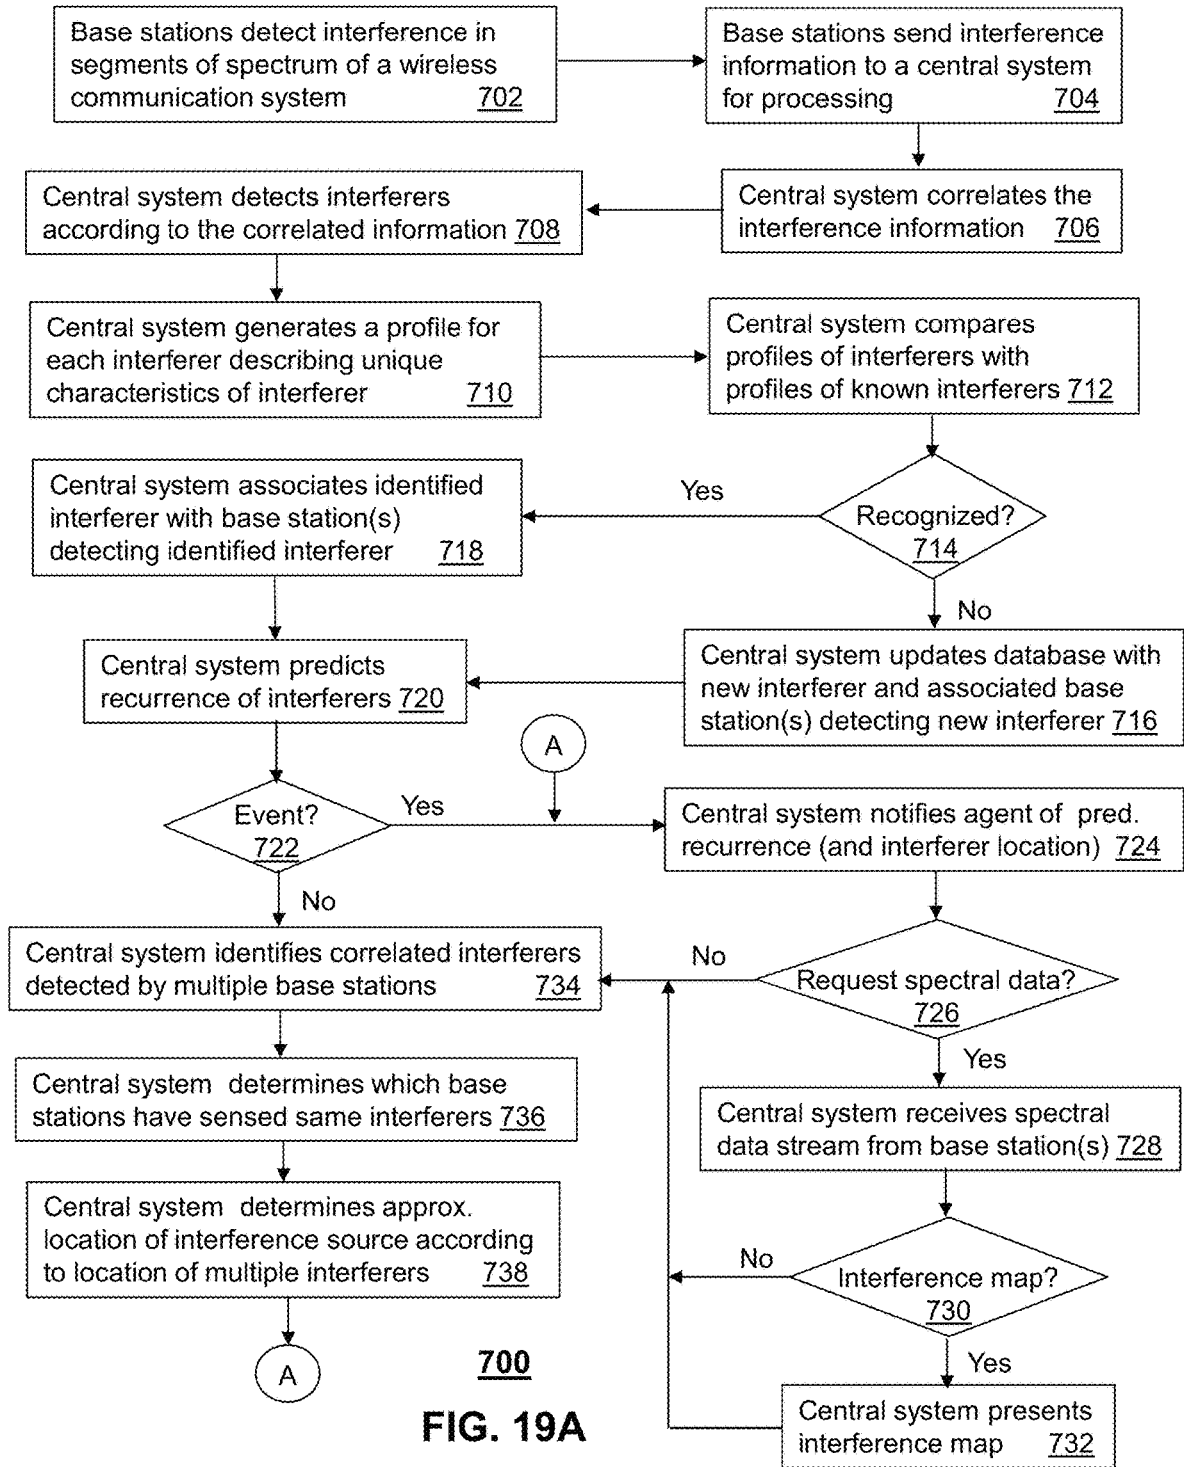 Base stations detect interference in
segments of spectrum of a wireless
communication system 702
Base stations send interference
information to a central system
for processing 704
Central system correlates the
interference information 706
Central system detects interferers
according to the correlated information 708
Central system generates a profile for
each interferer describing unique
characteristics of interferer 710
Central system compares
profiles of interferers with
profiles of known interferers 712
Recognized?
714
Yes
No
Central system associates identified
interferer with base station(s)
detecting identified interferer 718
Central system updates database with
new interferer and associated base
station(s) detecting new interferer 716
Central system predicts
recurrence of interferers 720
A
Event?
722
Yes
No
Central system notifies agent of pred.
recurrence (and interferer location) 724
Request spectral data?
726
No
Yes
Central system identifies correlated interferers
detected by multiple base stations 734
Central system determines which base
stations have sensed same interferers 736
Central system receives spectral
data stream from base station(s) 728
Central system determines approx.
location of interference source according
to location of multiple interferers 738
Interference map?
730
No
Yes
A
Central system presents
interference map 732
700
FIG. 19A